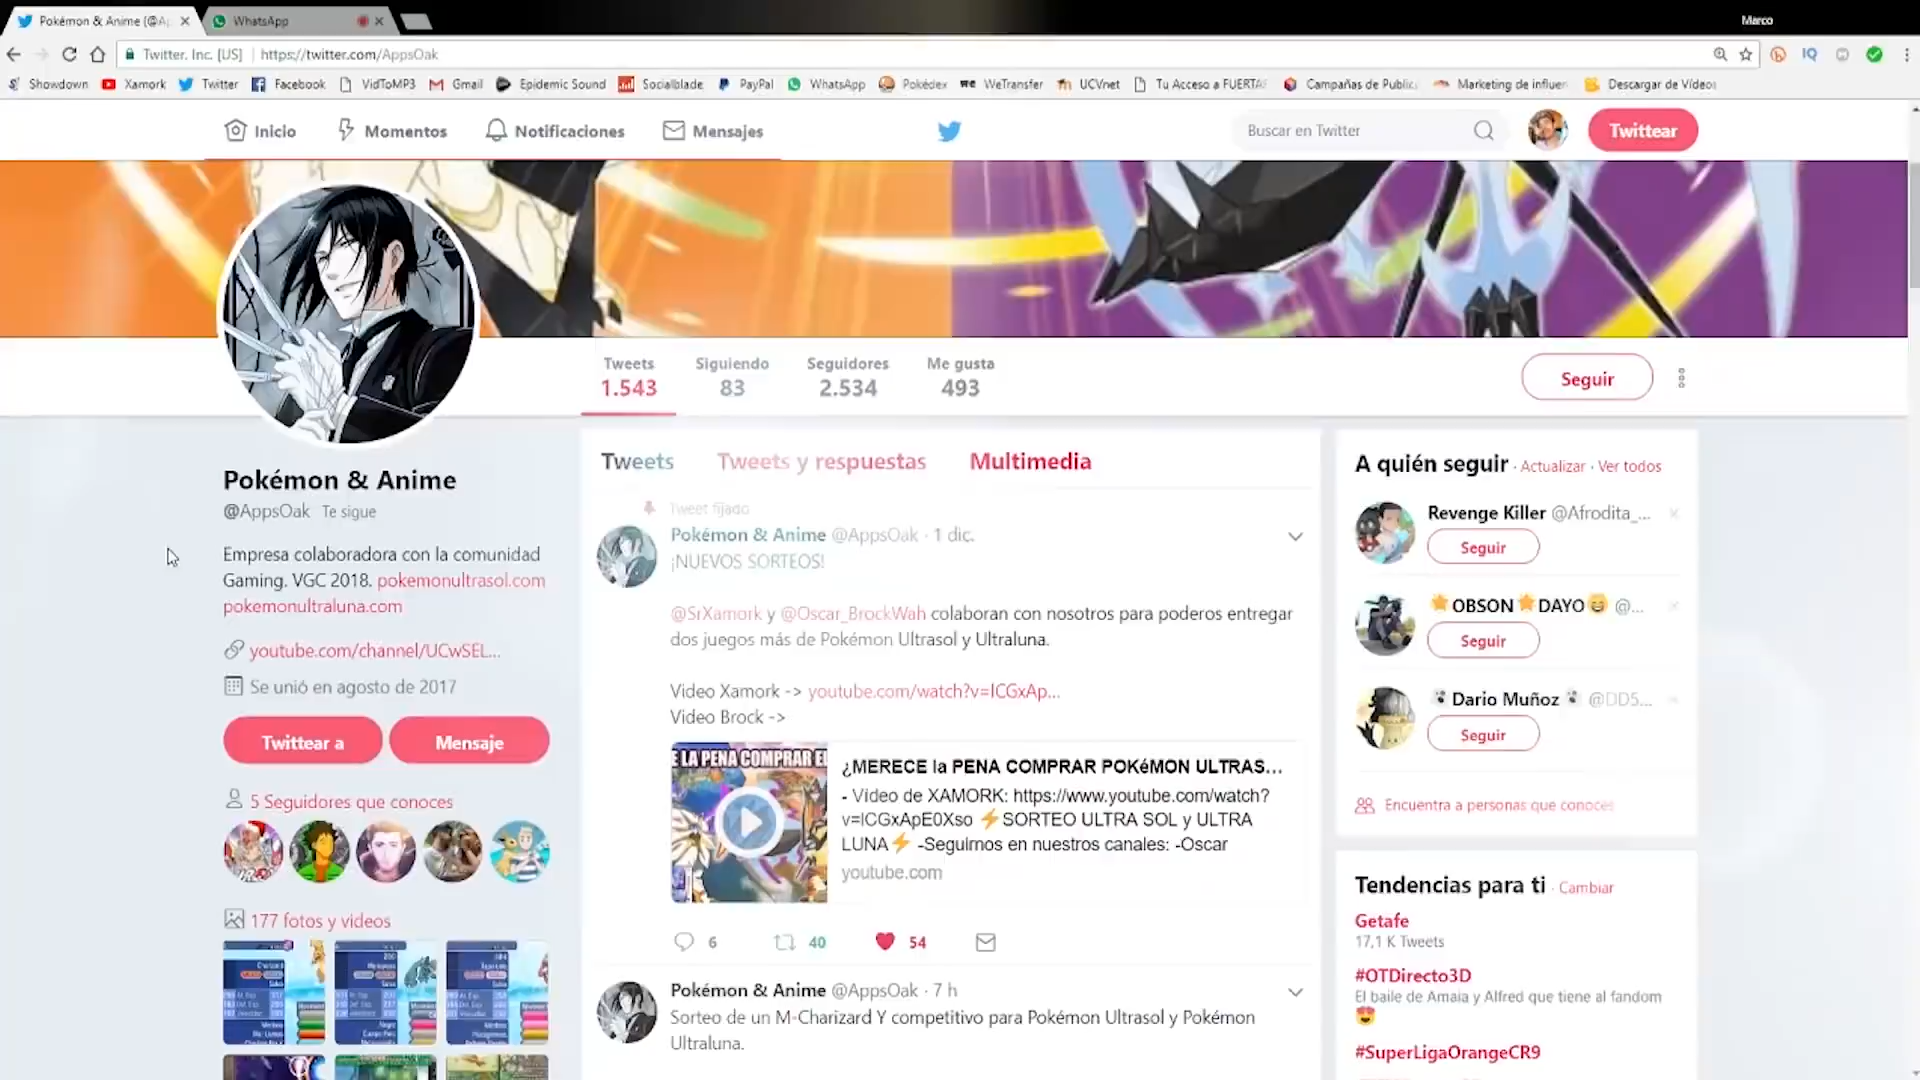 Pokémon & Anime (@Ap
WhatsApp
Marco
Twitter, Inc. [US]
https://twitter.com/AppsOak
Showdown
Xamork
Twitter
Facebook
VidToMP3
Gmail
Epidemic Sound
Socialblade
PayPal
WhatsApp
Pokédex
WeTransfer
UCVnet
Tu Acceso a FUERTA
Campañas de Public
Marketing de influen
Descargar de Vídeos
Inicio
Momentos
Notificaciones
Mensajes
Buscar en Twitter
Twittear
Tweets
1.543
Siguiendo
83
Seguidores
2.534
Me gusta
493
Seguir
Pokémon & Anime
@AppsOak Te sigue
Empresa colaboradora con la comunidad
Gaming. VGC 2018. pokemonultrasol.com
pokemonultraluna.com
youtube.com/channel/UCwSEL...
Se unió en agosto de 2017
Twittear a
Mensaje
5 Seguidores que conoces
177 fotos y videos
Tweets
Tweets y respuestas
Multimedia
Tweet fijado
Pokémon & Anime @AppsOak · 1 dic.
¡NUEVOS SORTEOS!
@SrXamork y @Oscar_BrockWah colaboran con nosotros para poderos entregar
dos juegos más de Pokémon Ultrasol y Ultraluna.
Video Xamork -> youtube.com/watch?v=ICGxAp...
Video Brock ->
E LA PENA COMPRAR EL
¿MERECE la PENA COMPRAR POKéMON ULTRAS...
- Vídeo de XAMORK: https://www.youtube.com/watch?
v=ICGxApE0Xso ⚡SORTEO ULTRA SOL y ULTRA
LUNA⚡ -Seguirnos en nuestros canales: -Oscar
youtube.com
6
40
54
Pokémon & Anime @AppsOak · 7 h
Sorteo de un M-Charizard Y competitivo para Pokémon Ultrasol y Pokémon
Ultraluna.
A quién seguir · Actualizar · Ver todos
Revenge Killer @Afrodita_...
Seguir
🌟OBSON 🌟DAYO😄 @...
Seguir
Dario Muñoz @DD5...
Seguir
Encuentra a personas que conoces
Tendencias para ti · Cambiar
Getafe
17,1 K Tweets
#OTDirecto3D
El baile de Amaia y Alfred que tiene al fandom
😍
#SuperLigaOrangeCR9